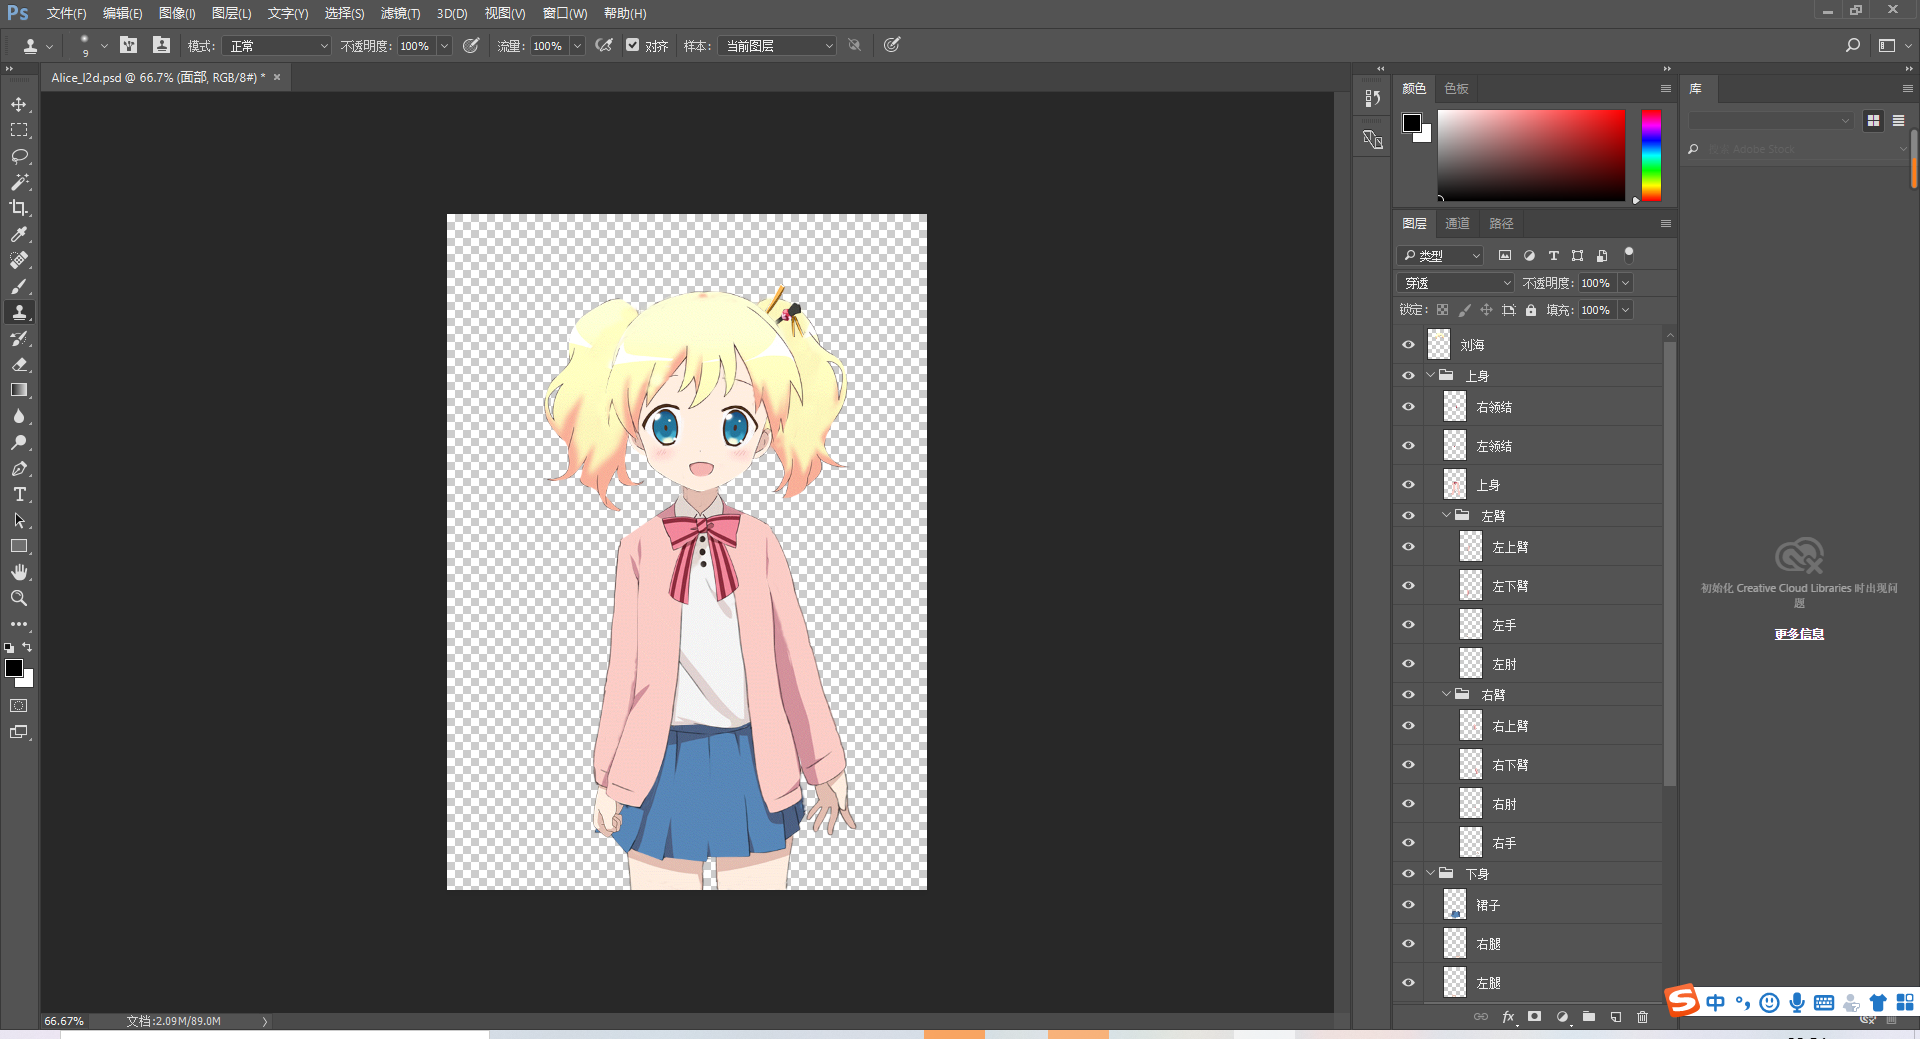 Ps 文件(F) 编辑(E) 图像(I) 图层(L) 文字(Y) 选择(S) 滤镜(T) 3D(D) 视图(V) 窗口(W) 帮助(H)
9 模式: 正常 不透明度: 100% 流量: 100% 对齐 样本: 当前图层
Alice_l2d.psd @ 66.7% (面部, RGB/8#) * ×
颜色 色板
库
搜索 Adobe Stock
图层 通道 路径
类型
穿透 不透明度: 100%
锁定: 填充: 100%
刘海
上身
右领结
左领结
上身
左臂
左上臂
左下臂
左手
左肘
右臂
右上臂
右下臂
右肘
右手
下身
裙子
右腿
左腿
初始化 Creative Cloud Libraries 时出现问
题
更多信息
66.67% 文档:2.09M/89.0M
fx
S 中